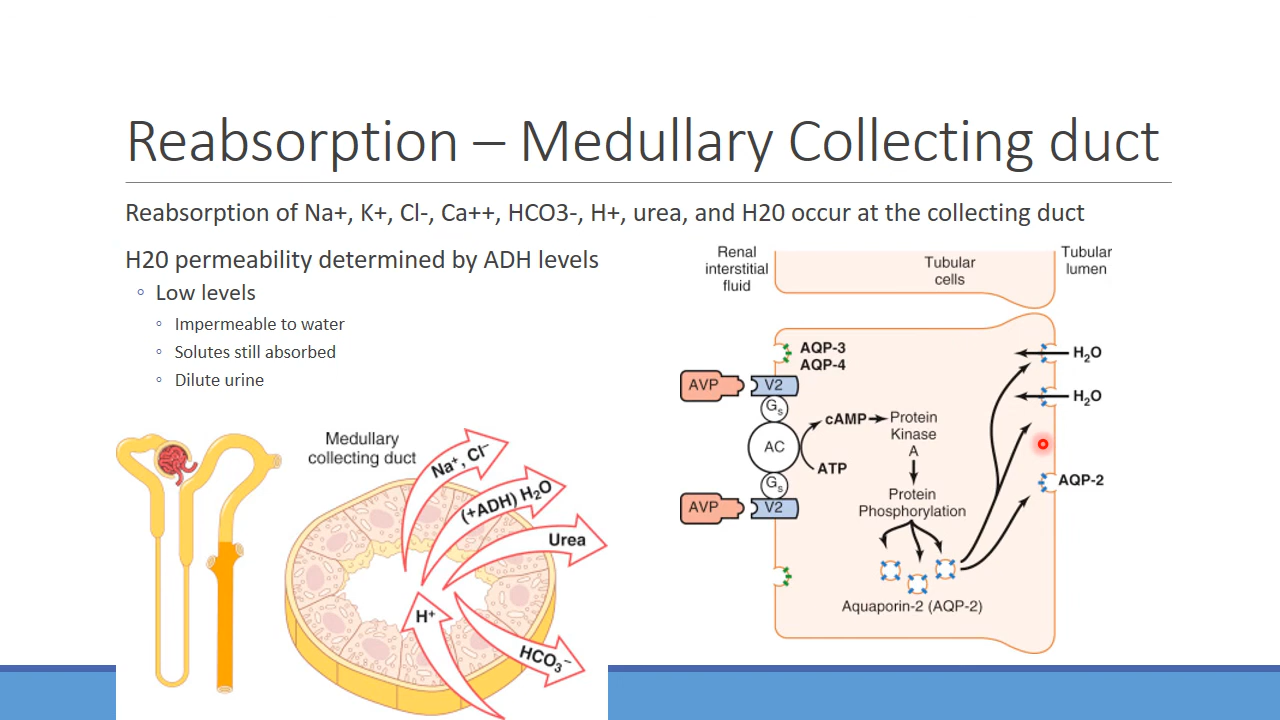 Reabsorption – Medullary Collecting duct
Reabsorption of Na+, K+, Cl-, Ca++, HCO3-, H+, urea, and H20 occur at the collecting duct
H20 permeability determined by ADH levels
◦ Low levels
◦ Impermeable to water
◦ Solutes still absorbed
◦ Dilute urine
Medullary
collecting duct
Na⁺, Cl⁻
(+ADH) H₂O
Urea
H⁺
HCO₃⁻
Renal
interstitial
fluid
Tubular
cells
Tubular
lumen
AQP-3
AQP-4
AVP
V2
Gₛ
AC
Gₛ
AVP
V2
cAMP
ATP
Protein
Kinase
A
Protein
Phosphorylation
Aquaporin-2 (AQP-2)
H₂O
H₂O
AQP-2